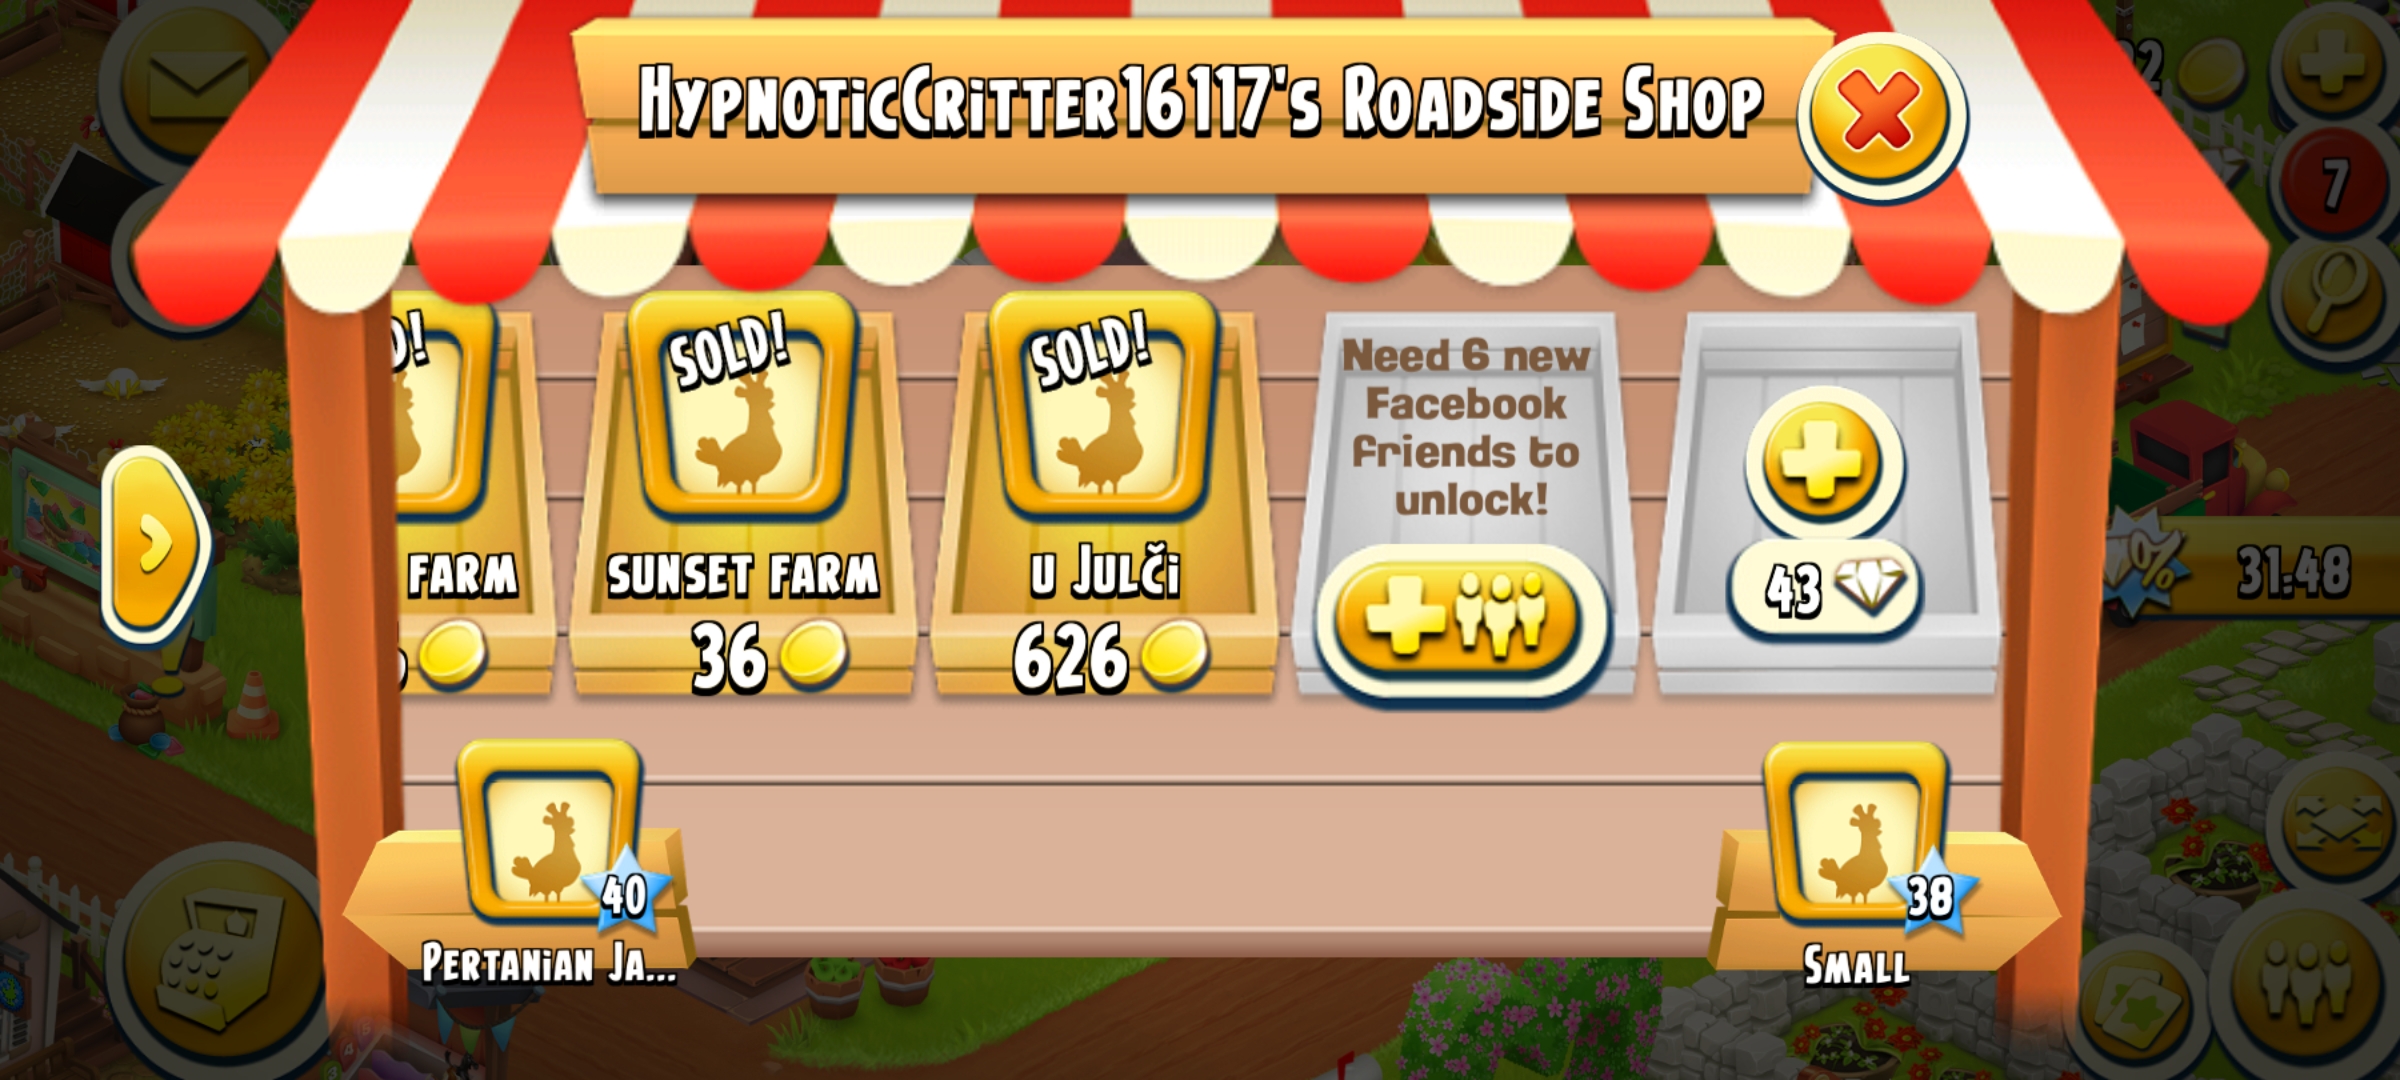 HypnoticCritter16117's Roadside Shop
7
SOLD!
SOLD!
Need 6 new
Facebook
friends to
unlock!
FARM
SUNSET FARM
u Julči
36
626
43
31:48
40
38
Pertanian Ja...
Small